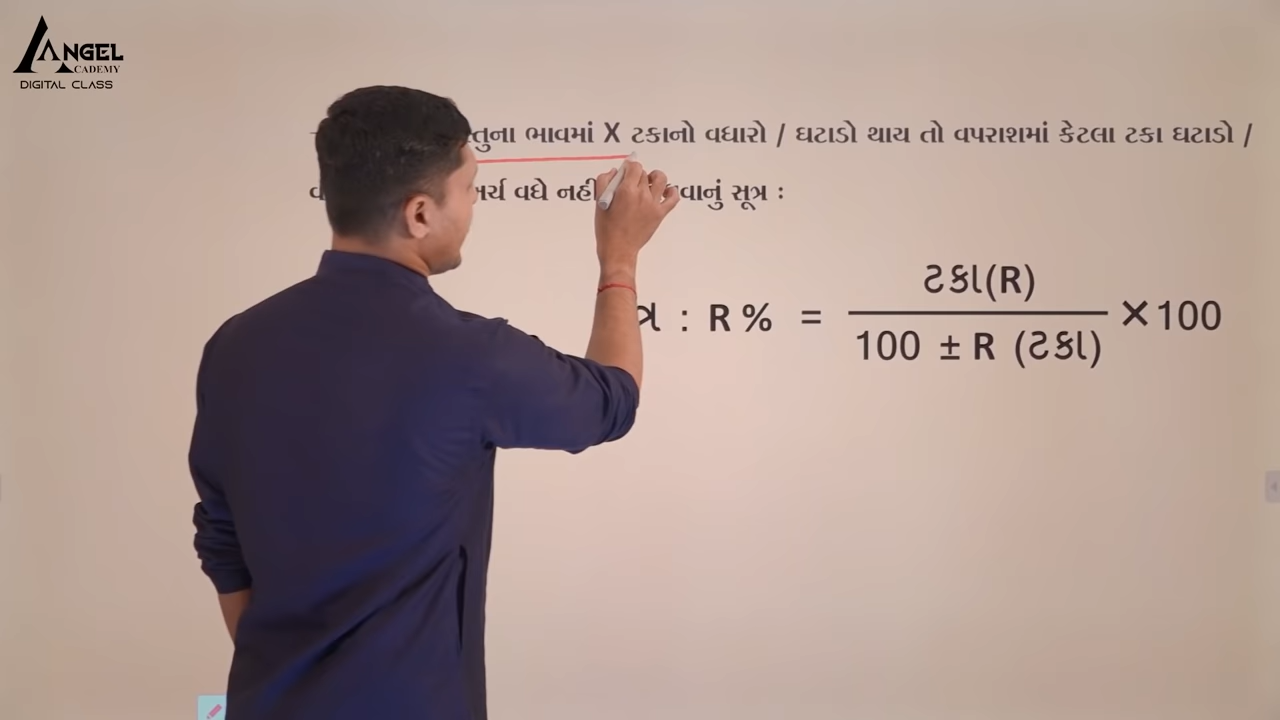 ANGEL
ACADEMY
DIGITAL CLASS
ભાવમાં X ટકાનો વધારો / ઘટાડો થાય તો વપરાશમાં કેટલા ટકા ઘટાડો /
વધે નહીં સૂત્ર :
: R % = ટકા(R) / 100 ± R (ટકા) × 100